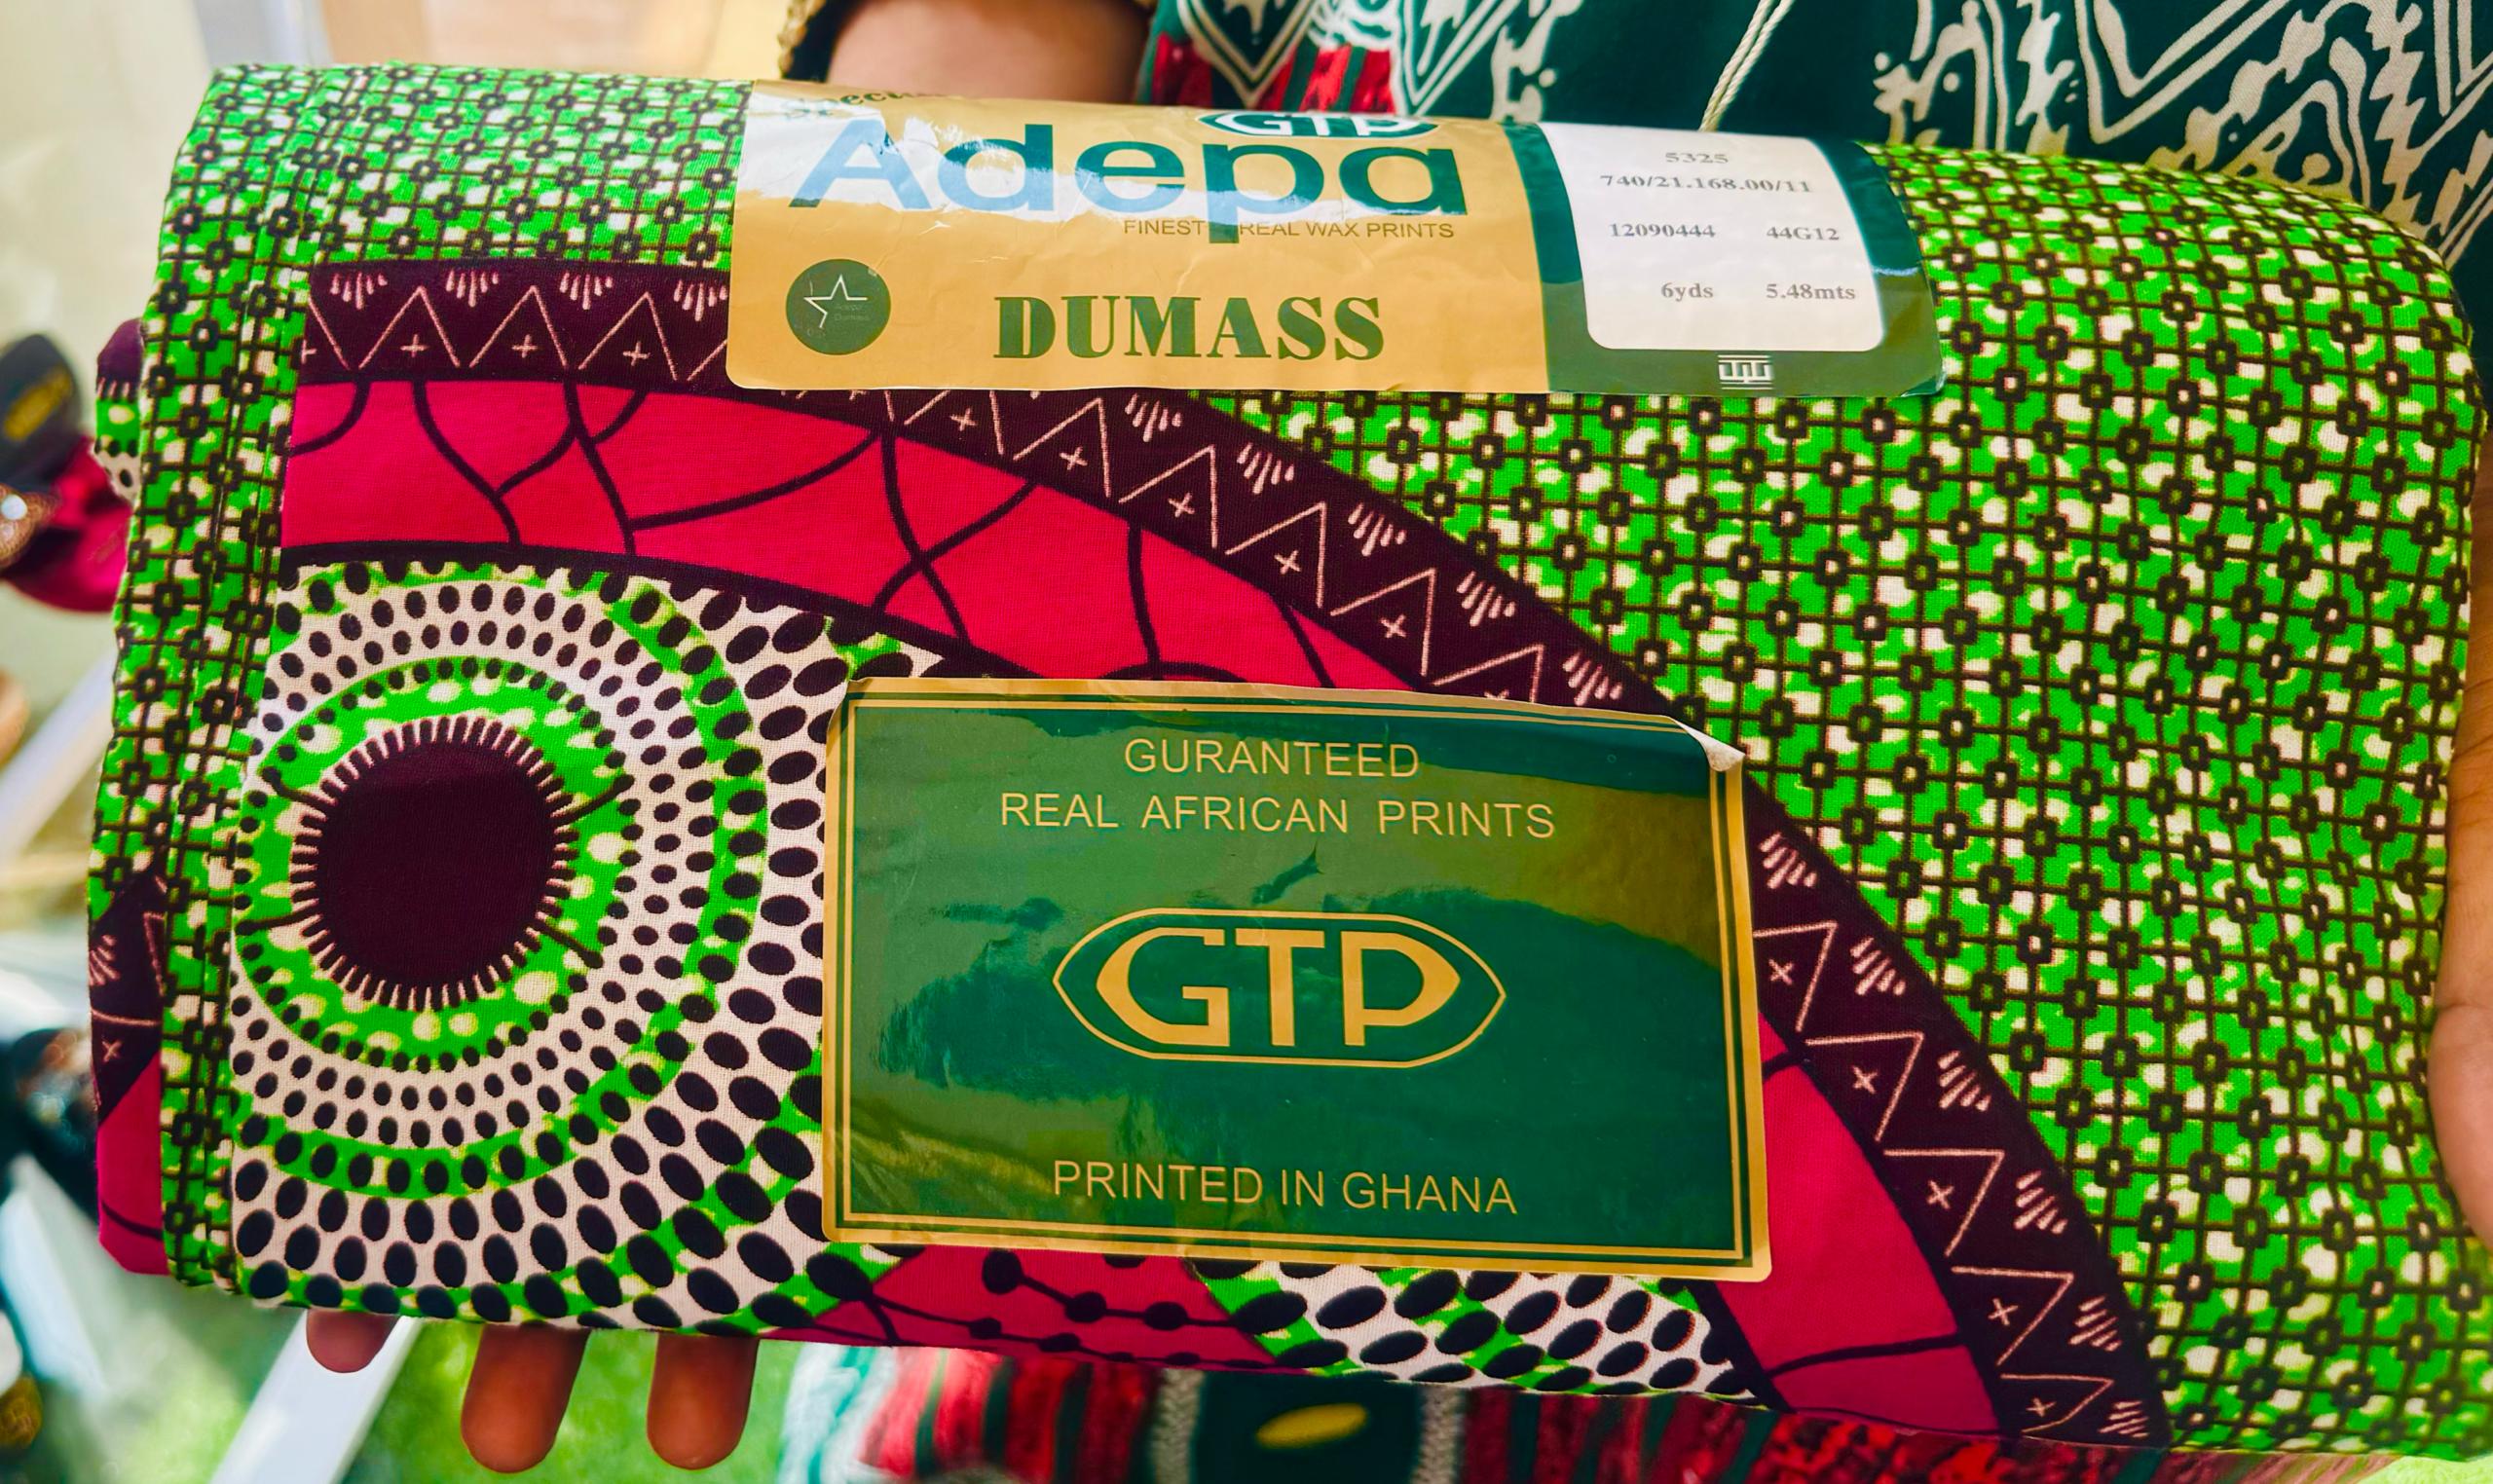 GTP
Adepa
FINEST REAL WAX PRINTS
DUMASS
5325
740/21.168.00/11
12090444 44G12
6yds 5.48mts
GURANTEED
REAL AFRICAN PRINTS
GTP
PRINTED IN GHANA